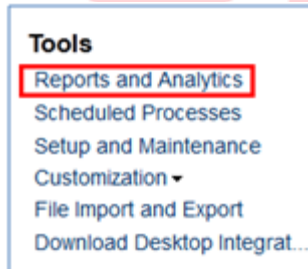 Tools
Reports and Analytics
Scheduled Processes
Setup and Maintenance
Customization
File Import and Export
Download Desktop Integrat...